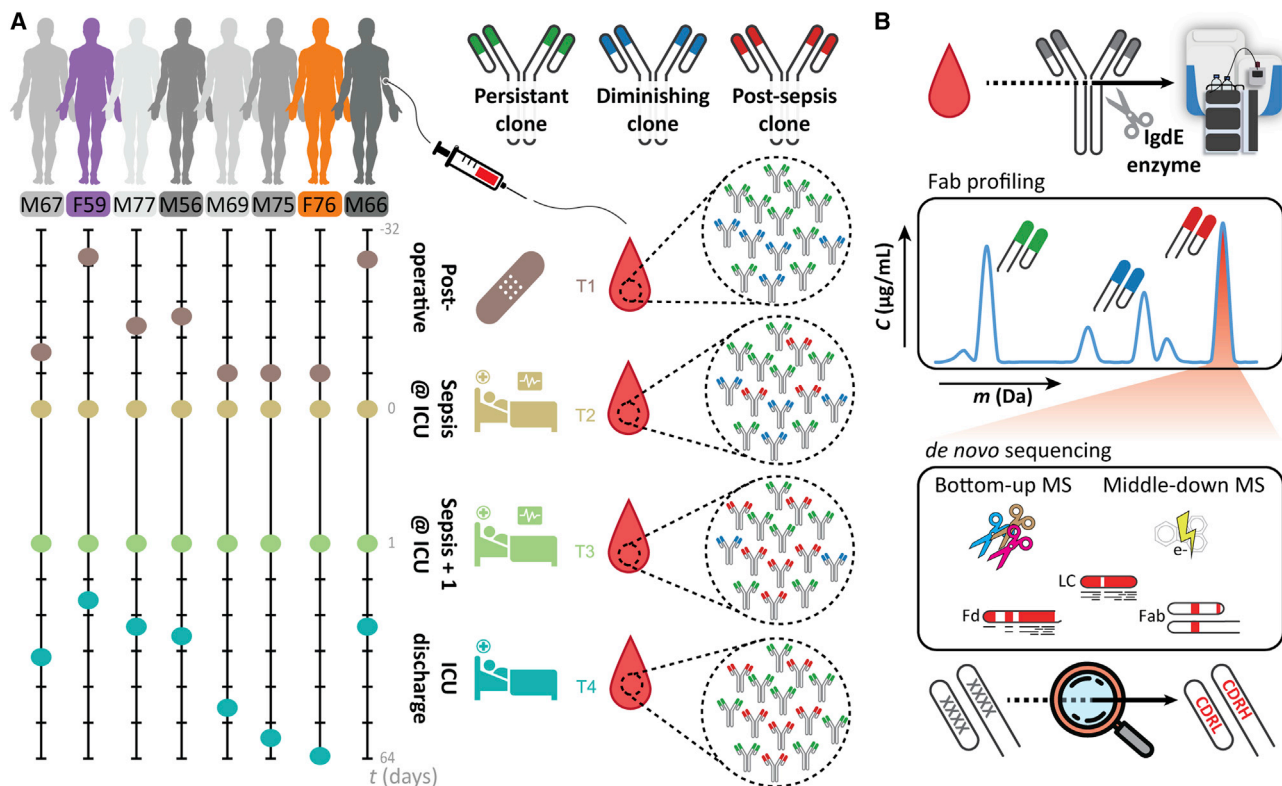 A
Persistant
clone
Diminishing
clone
Post-sepsis
clone
M67
F59
M77
M56
M69
M75
F76
M66
-32
0
1
64
t (days)
Post-
operative
Sepsis
@ ICU
Sepsis + 1
@ ICU
ICU
discharge
T1
T2
T3
T4
B
IgdE
enzyme
Fab profiling
C (µg/mL)
m (Da)
de novo sequencing
Bottom-up MS
Middle-down MS
e-
LC
Fd
Fab
XXXX
XXXX
CDRL
CDRH